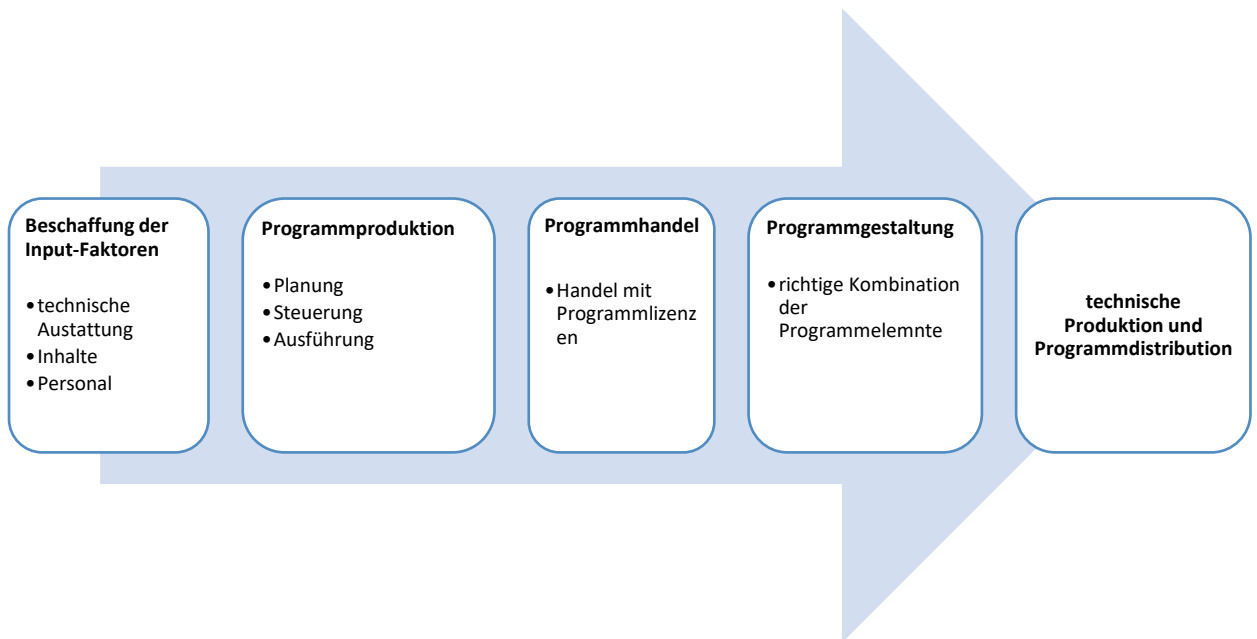 Beschaffung der
Input-Faktoren
•technische
Austattung
•Inhalte
•Personal
Programmproduktion
•Planung
•Steuerung
•Ausführung
Programmhandel
•Handel mit
Programmlizenz
en
Programmgestaltung
•richtige Kombination
der
Programmelemnte
technische
Produktion und
Programmdistribution